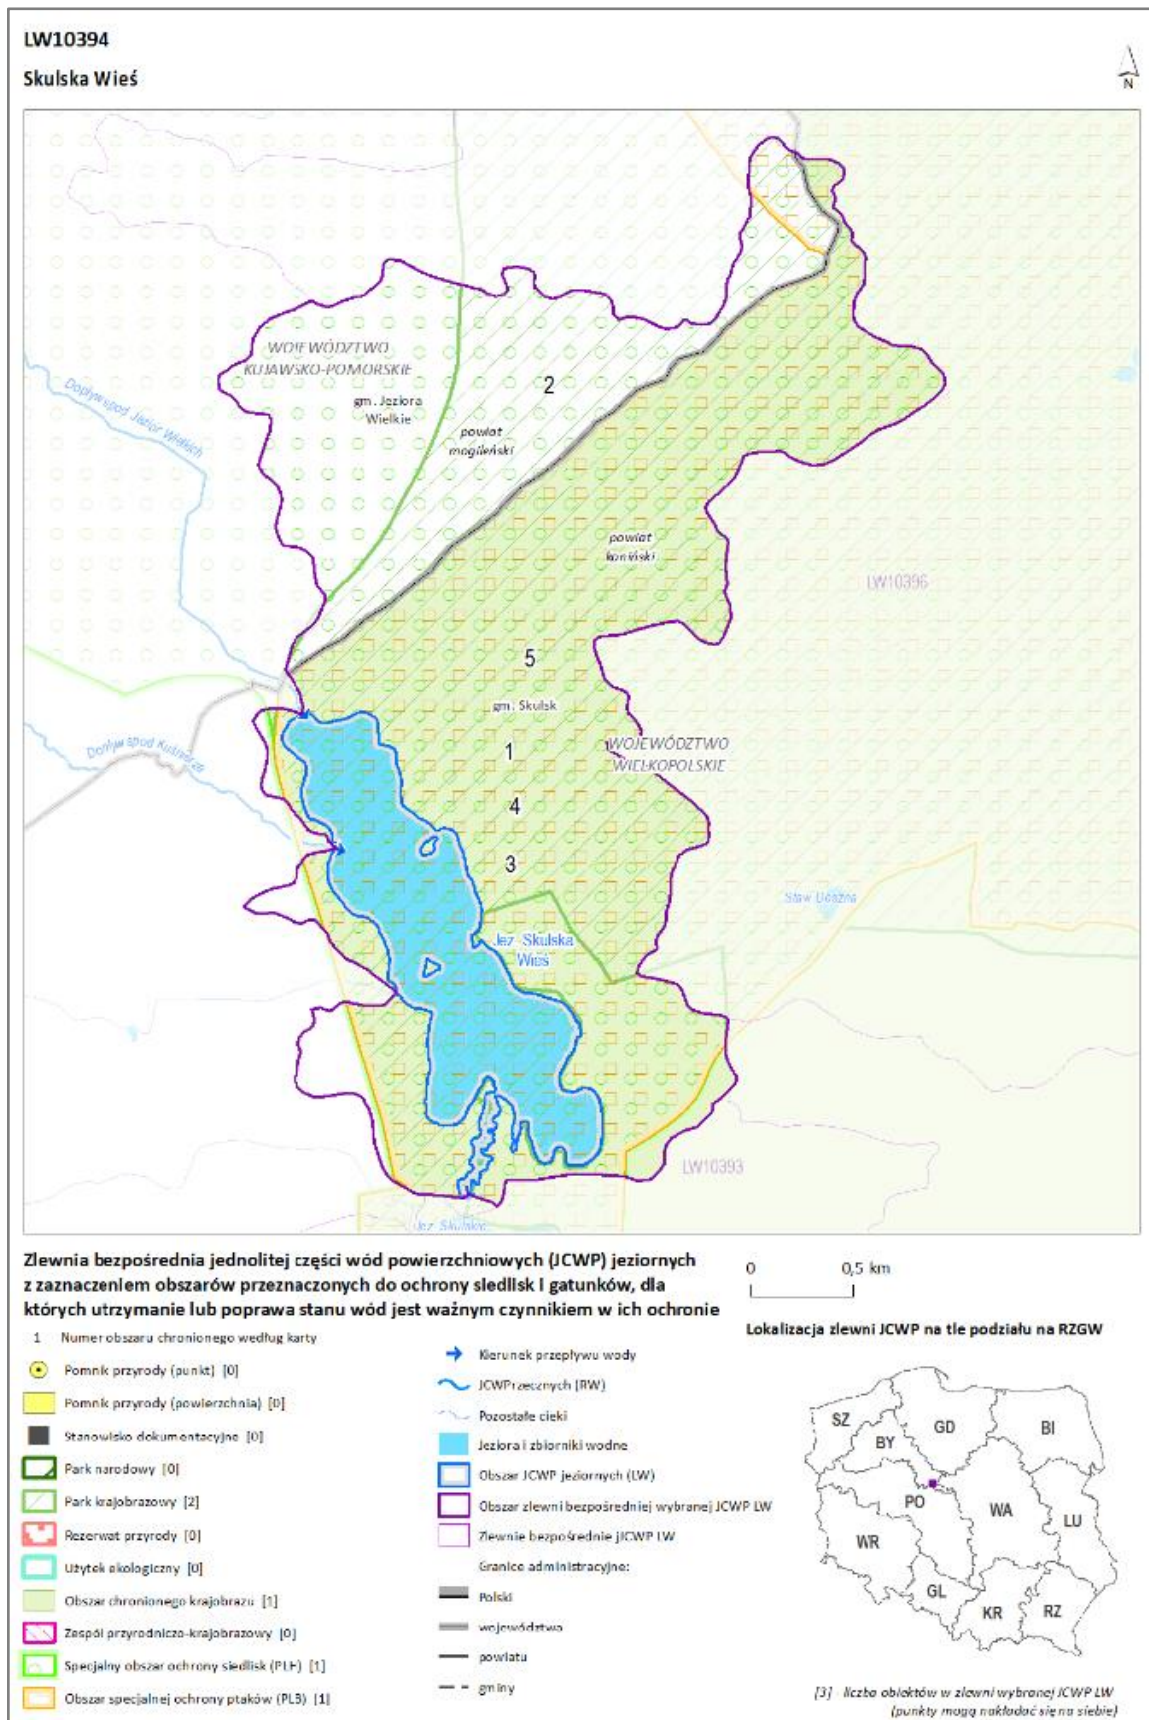 LW10394
Skulska Wieś
N
WOJEWÓDZTWO
KUJAWSKO-POMORSKIE
gm. Jeziora
Wielkie
2
powiat
mogileński
Dopływ spod Jezior Wielkich
powiat
koniński
LW10396
5
gm. Skulsk
1
WOJEWÓDZTWO
WIELKOPOLSKIE
Dopływ spod Kuśnierza
4
3
Jez. Skulska
Wieś
LW10393
Jez. Skulskie
Zlewnia bezpośrednia jednolitej części wód powierzchniowych (JCWP) jeziornych
z zaznaczeniem obszarów przeznaczonych do ochrony siedlisk i gatunków, dla
których utrzymanie lub poprawa stanu wód jest ważnym czynnikiem w ich ochronie
0 0,5 km
Lokalizacja zlewni JCWP na tle podziału na RZGW
1 Numer obszaru chronionego według karty
Pomnik przyrody (punkt) [0]
Pomnik przyrody (powierzchnia) [0]
Stanowisko dokumentacyjne [0]
Park narodowy [0]
Park krajobrazowy [2]
Rezerwat przyrody [0]
Użytek ekologiczny [0]
Obszar chronionego krajobrazu [1]
Zespół przyrodniczo-krajobrazowy [0]
Specjalny obszar ochrony siedlisk (PLH) [1]
Obszar specjalnej ochrony ptaków (PLB) [1]
Kierunek przepływu wody
JCWP rzecznych (RW)
Pozostałe cieki
Jeziora i zbiorniki wodne
Obszar JCWP jeziornych (LW)
Obszar zlewni bezpośredniej wybranej JCWP LW
Zlewnie bezpośrednie JCWP LW
Granice administracyjne:
Polski
województwa
powiatu
gminy
SZ
GD
BI
BY
PO
WA
LU
WR
GL
KR
RZ
[3] - liczba obiektów w zlewni wybranej JCWP LW
(punkty mogą nakładać się na siebie)